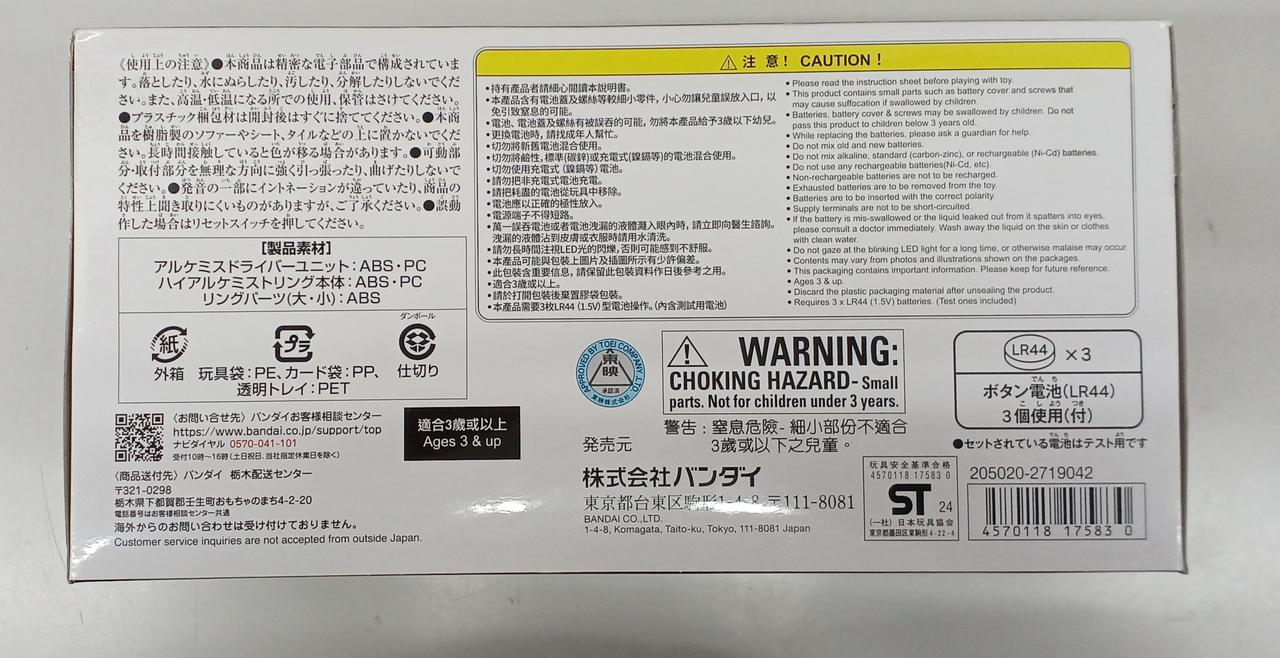 《使用上の注意》●本商品は精密な電子部品で構成されていま
す。落としたり、水にぬらしたり、汚したり、分解したりしないでくだ
さい。また、高温・低温になる所での使用、保管はさけてください。
●プラスチック梱包材は開封後はすぐに捨ててください。●本商
品を樹脂製のソファーやシート、タイルなどの上に置かないでくだ
さい。長時間接触していると色が移る場合があります。●可動部
分・取付部分を無理な方向に強く引っ張ったり、曲げたりしないで
ください。●発音の一部にイントネーションが違っていたり、商品の
特性上聞き取りにくいものがありますが、ご了承ください。●誤動
作した場合はリセットスイッチを押してください。
【製品素材】
アルケミスドライバーユニット：ABS・PC
ハイアルケミストリング本体：ABS・PC
リングパーツ(大・小)：ABS
紙
外箱
プラ
玩具袋：PE、カード袋：PP、
透明トレイ：PET
ダンボール
仕切り
〈お問い合せ先〉バンダイお客様相談センター
https://www.bandai.co.jp/support/top
ナビダイヤル 0570-041-101
受付10時〜16時(土日祝日、当社指定休業日を除く)
適合3歲或以上
Ages 3 & up
〈商品送付先〉バンダイ 栃木配送センター
〒321-0298
栃木県下都賀郡壬生町おもちゃのまち4-2-20
電話番号はお客様相談センター共通
海外からのお問い合わせは受け付けておりません。
Customer service inquiries are not accepted from outside Japan.
注 意! CAUTION!
•持有產品者請細心閱讀本說明書。
•本產品含有電池蓋及螺絲等較細小零件，小心勿讓兒童誤放入口，以
免引致窒息的可能。
•電池、電池蓋及螺絲有被誤吞的可能，勿將本產品給予3歲以下幼兒。
•更換電池時，請找成年人幫忙。
•切勿將新舊電池混合使用。
•切勿將鹼性，標準(碳鋅)或充電式(鎳鎘)等的電池混合使用。
•切勿使用充電式(鎳鎘等)電池。
•請勿把非充電式電池充電。
•請把耗盡的電池從玩具中移除。
•電池應以正確的極性放入。
•電源端子不得短路。
•萬一誤吞電池或者電池洩漏的液體濺入眼內時，請立即向醫生諮詢。
洩漏的液體沾到皮膚或衣服時請用水清洗。
•請勿長時間注視LED光的閃爍，否則可能感到不舒服。
•本產品可能與包裝上圖片及插圖所示有少許偏差。
•此包裝含重要信息，請保留此包裝資料作日後參考之用。
•適合3歲或以上。
•請於打開包裝後棄置膠袋包裝。
•本產品需要3枚LR44 (1.5V)型電池操作。(內含測試用電池)
• Please read the instruction sheet before playing with toy.
• This product contains small parts such as battery cover and screws that
may cause suffocation if swallowed by children.
• Batteries, battery cover & screws may be swallowed by children. Do not
pass this product to children below 3 years old.
• While replacing the batteries, please ask a guardian for help.
• Do not mix old and new batteries.
• Do not mix alkaline, standard (carbon-zinc), or rechargeable (Ni-Cd) batteries.
• Do not use any rechargeable batteries(Ni-Cd, etc).
• Non-rechargeable batteries are not to be recharged.
• Exhausted batteries are to be removed from the toy.
• Batteries are to be inserted with the correct polarity.
• Supply terminals are not to be short-circuited.
• If the battery is mis-swallowed or the liquid leaked out from it spatters into eyes,
please consult a doctor immediately. Wash away the liquid on the skin or clothes
with clean water.
• Do not gaze at the blinking LED light for a long time, or otherwise malaise may occur.
• Contents may vary from photos and illustrations shown on the packages.
• This packaging contains important information. Please keep for future reference.
• Ages 3 & up.
• Discard the plastic packaging material after unsealing the product.
• Requires 3 x LR44 (1.5V) batteries. (Test ones included)
APPROVED BY TOEI COMPANY, LTD.
東映
承認済
東映株式会社
WARNING:
CHOKING HAZARD- Small
parts. Not for children under 3 years.
警告：窒息危險- 細小部份不適合
3歲或以下之兒童。
LR44 ×3
ボタン電池(LR44)
3個使用(付)
●セットされている電池はテスト用です
発売元
株式会社バンダイ
東京都台東区駒形1-4-8 〒111-8081
BANDAI CO.,LTD.
1-4-8, Komagata, Taito-ku, Tokyo, 111-8081 Japan
玩具安全基準合格
4570118 17583 0
ST 24
(一社) 日本玩具協会
東京都墨田区東駒形4-22-4
205020-2719042
4570118 17583 0